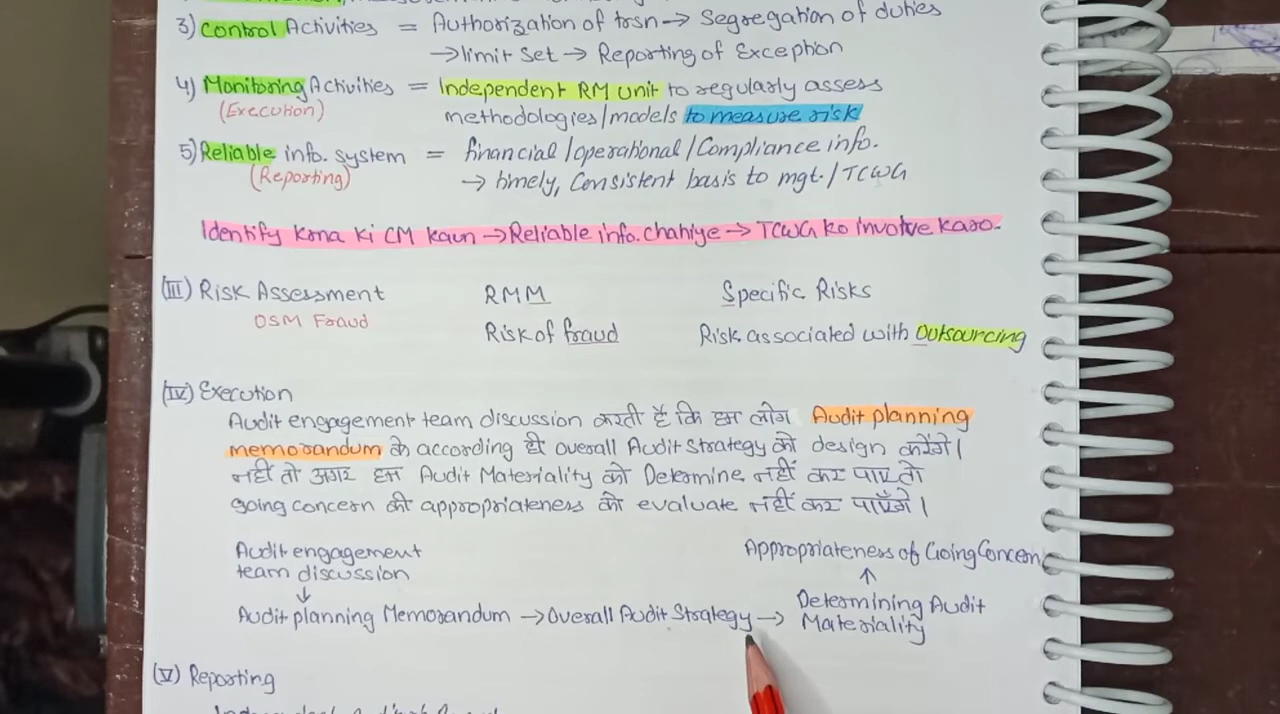 3) Control Activities = Authorization of trsn → Segregation of duties
→ limit set → Reporting of Exception
4) Monitoring Activities = Independent RM unit to regularly assess
(Execution) methodologies/models to measure risk
5) Reliable info. system = financial/operational/Compliance info.
(Reporting) → timely, Consistent basis to mgt./TCWG
Identify krna ki CM kaun → Reliable info. chahiye → TCWG ko involve karo.
(III) Risk Assessment RMM Specific Risks
OSM Fraud Risk of fraud Risk associated with Outsourcing
(IV) Execution
Audit engagement team discussion करती है कि हम लोग Audit planning
memorandum के according ही overall Audit Strategy को design करेंगे।
नहीं तो अगर हम Audit Materiality को Determine नहीं कर पाए तो
going concern की appropriateness को evaluate नहीं कर पाएँगे।
Audit engagement
team discussion
↓
Audit planning Memorandum → Overall Audit Strategy → Determining Audit Materiality
↑
Appropriateness of Going Concern
(V) Reporting